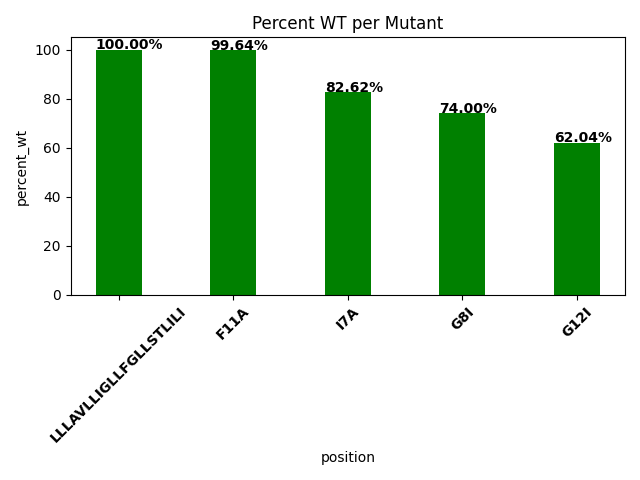 Percent WT per Mutant
percent_wt
100
80
60
40
20
0
100.00%
99.64%
82.62%
74.00%
62.04%
LLLAVLLIGLLFGLLSTLILI
F11A
I7A
G8I
G12I
position